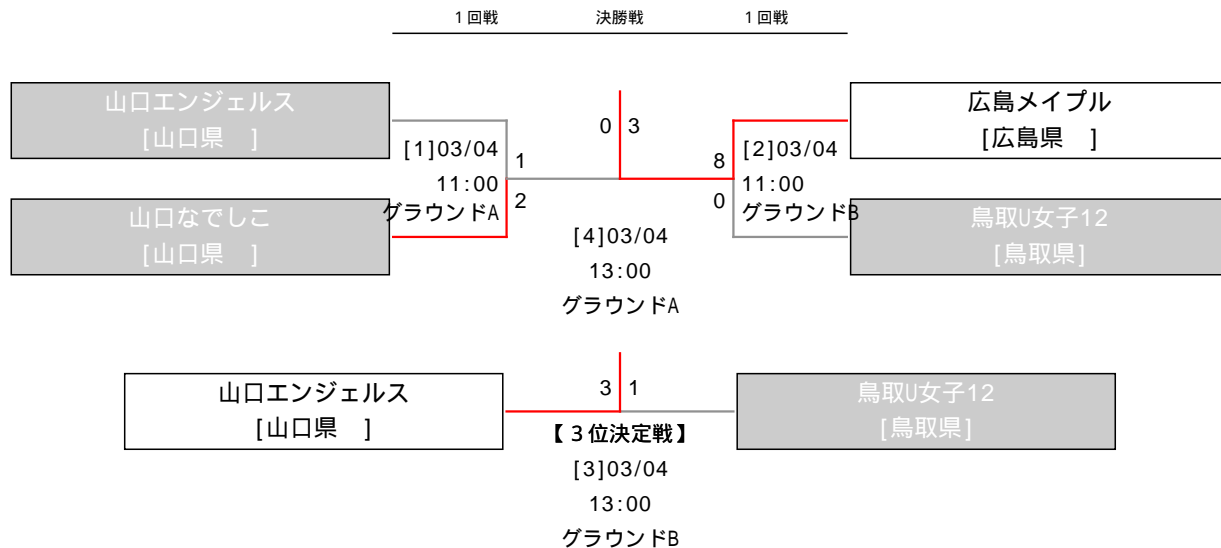 1回戦 決勝戦 1回戦
山口エンジェルス
[山口県　]
広島メイプル
[広島県　]
0 3
[1]03/04
11:00
グラウンドA
1
2
8
0
[2]03/04
11:00
グラウンドB
山口なでしこ
[山口県　]
鳥取U女子12
[鳥取県]
[4]03/04
13:00
グラウンドA
山口エンジェルス
[山口県　]
3 1
鳥取U女子12
[鳥取県]
【３位決定戦】
[3]03/04
13:00
グラウンドB